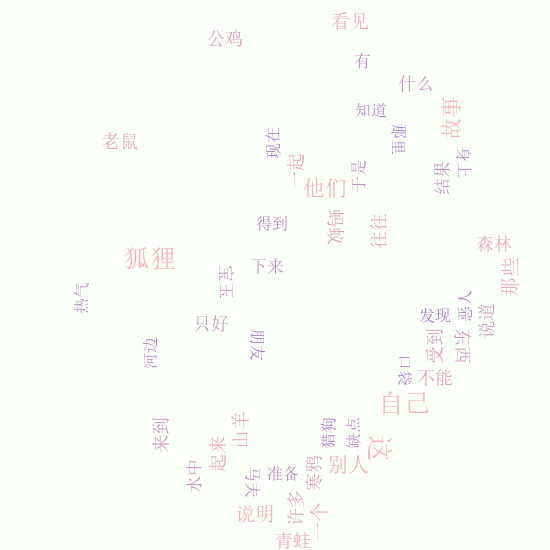 看见
公鸡
有
什么
知道
故事
那里
老鼠
现在
一起
于是
身上
结果
他们
得到
蚂蚁
往往
森林
狐狸
下来
那些
宝玉
热气
只好
发现
恶人
说道
朋友
河边
受到
东西
口袋
不能
自己
来到
山羊
猎狗
缺点
这
起来
水中
马夫
准备
寒鸦
别人
许多
说明
一个
青蛙